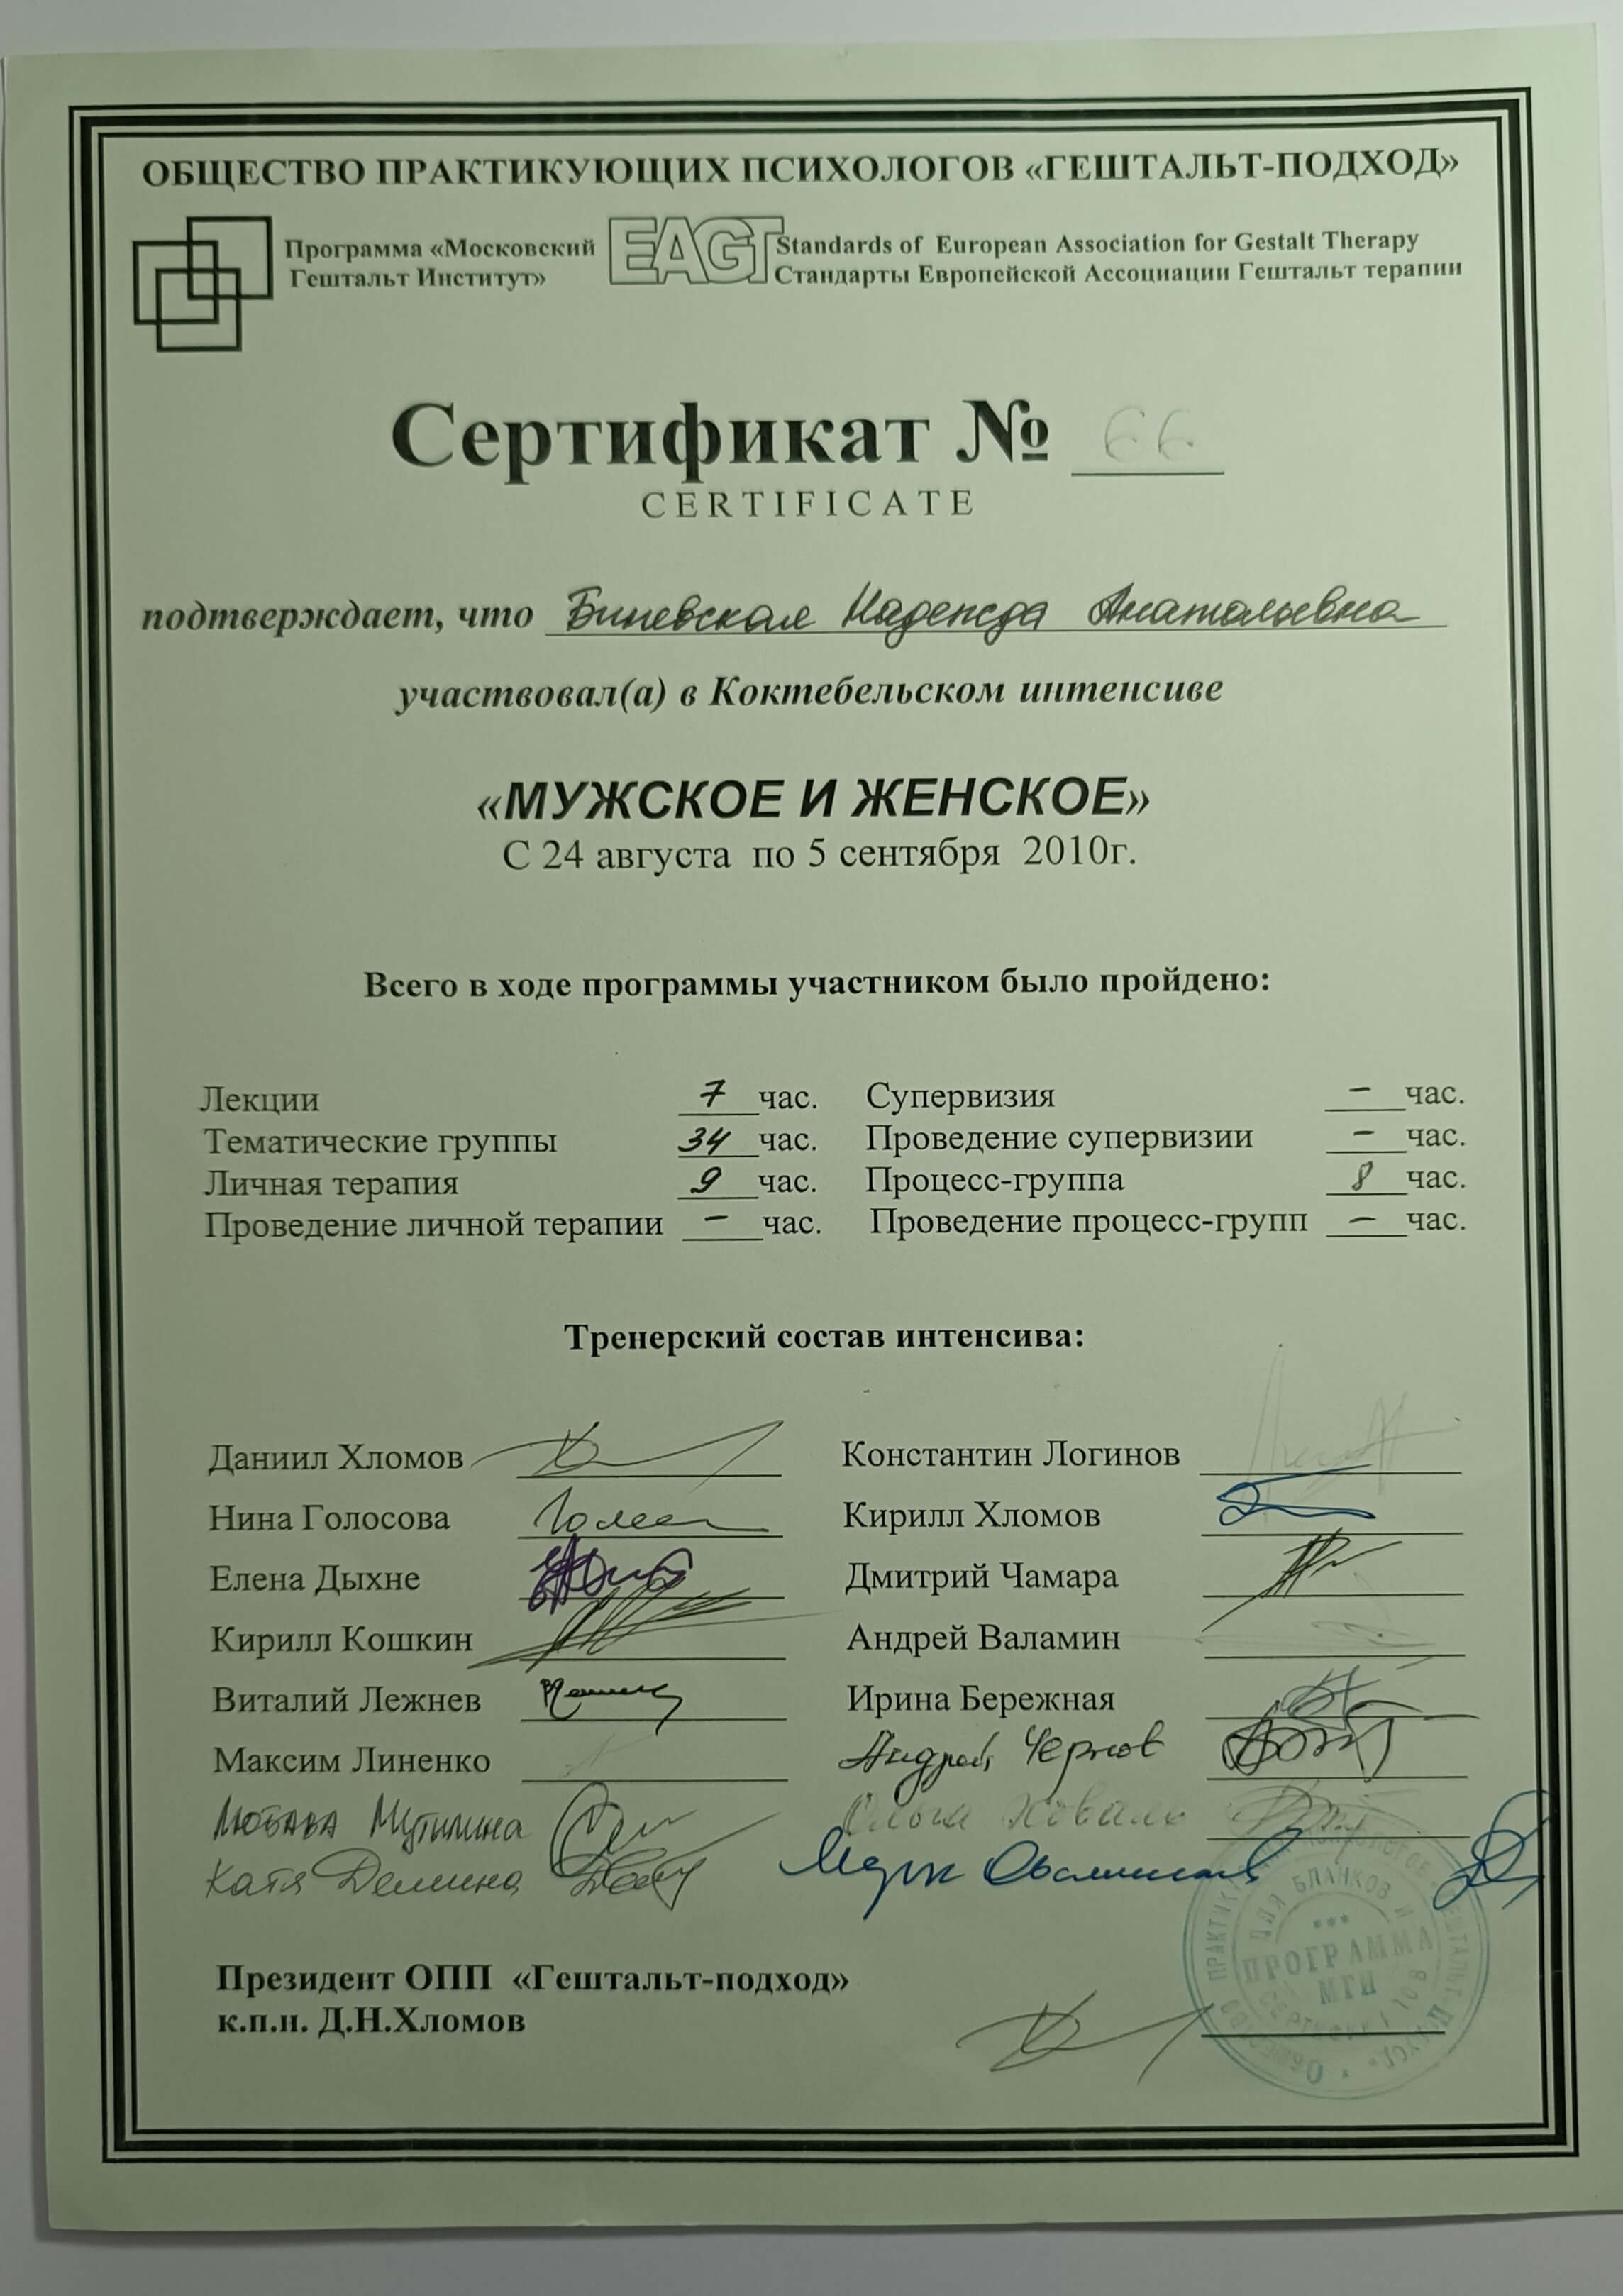 ОБЩЕСТВО ПРАКТИКУЮЩИХ ПСИХОЛОГОВ «ГЕШТАЛЬТ-ПОДХОД»
Программа «Московский
Гештальт Институт»
EAGT
Standards of European Association for Gestalt Therapy
Стандарты Европейской Ассоциации Гештальт терапии
Сертификат № 66
CERTIFICATE
подтверждает, что Биневская Надежда Анатольевна
участвовал(а) в Коктебельском интенсиве
«МУЖСКОЕ И ЖЕНСКОЕ»
С 24 августа по 5 сентября 2010г.
Всего в ходе программы участником было пройдено:
Лекции 7 час. Супервизия – час.
Тематические группы 34 час. Проведение супервизии – час.
Личная терапия 9 час. Процесс-группа 8 час.
Проведение личной терапии – час. Проведение процесс-групп – час.
Тренерский состав интенсива:
Даниил Хломов Константин Логинов
Нина Голосова Кирилл Хломов
Елена Дыхне Дмитрий Чамара
Кирилл Кошкин Андрей Валамин
Виталий Лежнев Ирина Бережная
Максим Линенко Андрей Чернов
Любава Мутилина Ольга Коваль
Катя Демина Марк
Президент ОПП «Гештальт-подход»
к.п.н. Д.Н.Хломов
ДЛЯ БЛАНКОВ И
ПРОГРАММА
МГИ